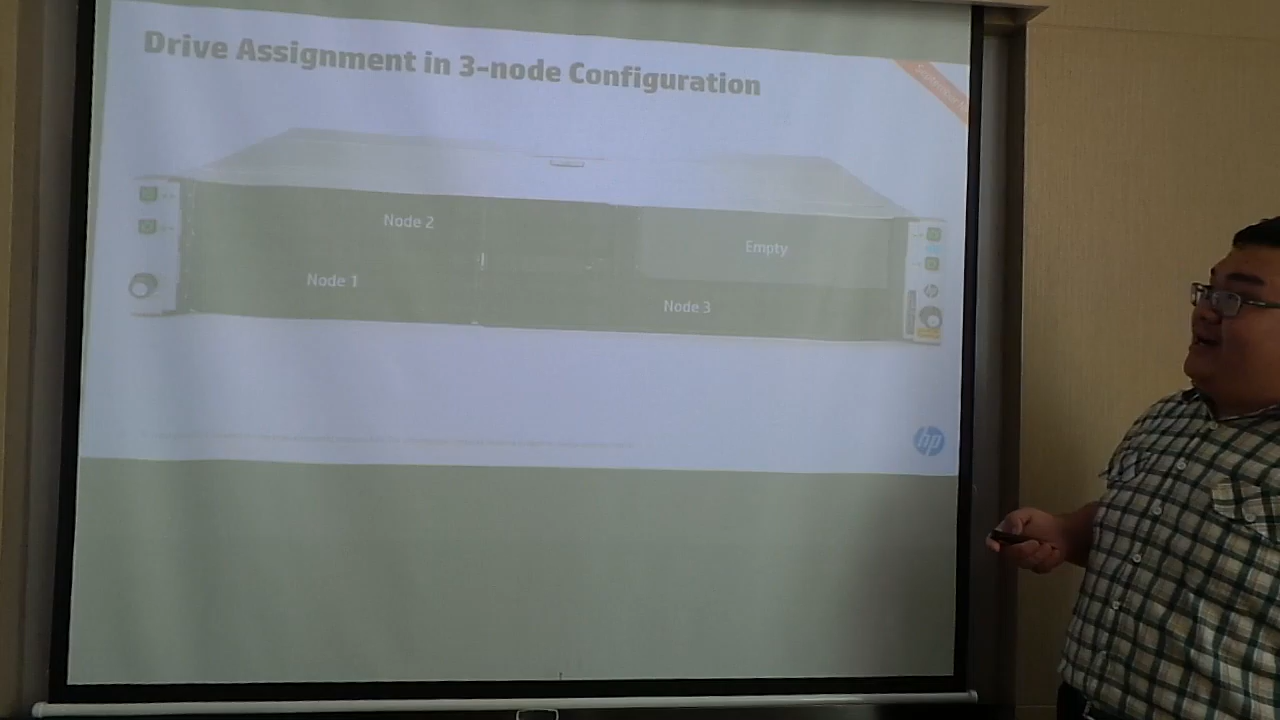 Drive Assignment in 3-node Configuration
Node 2
Empty
Node 1
Node 3
hp